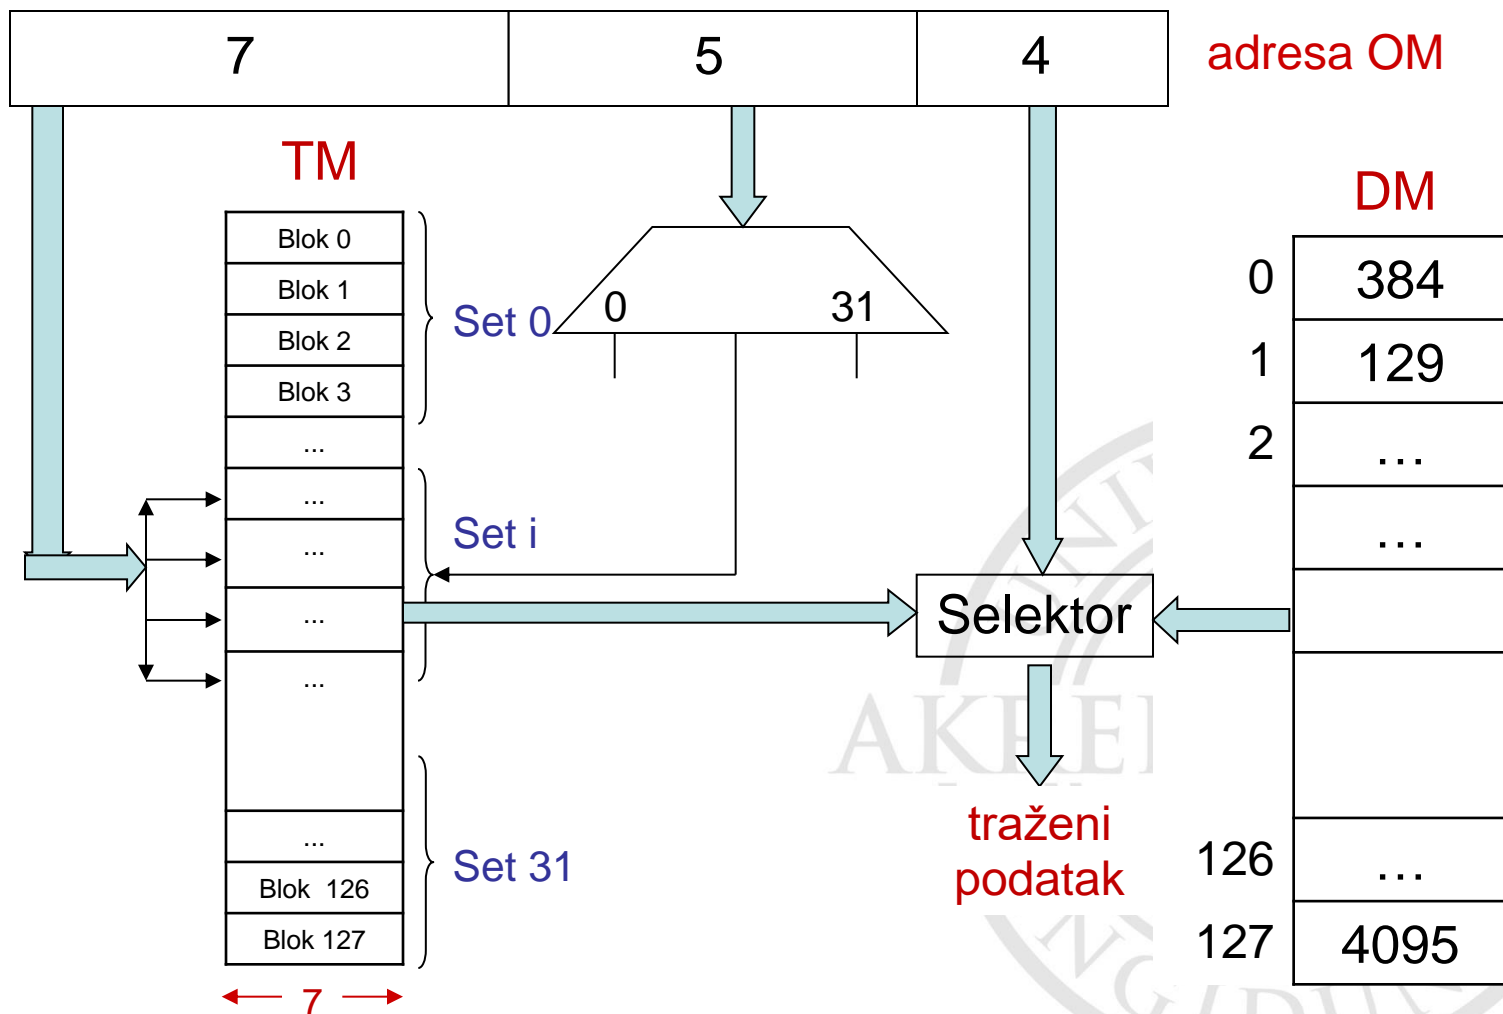 7 5 4 adresa OM
TM
DM
Blok 0
Blok 1
Blok 2
Blok 3
...
...
...
...
...
...
Blok 126
Blok 127
7
Set 0
Set i
Set 31
0 31
Selektor
traženi
podatak
0 384
1 129
2 ...
...
126 ...
127 4095
AKRE